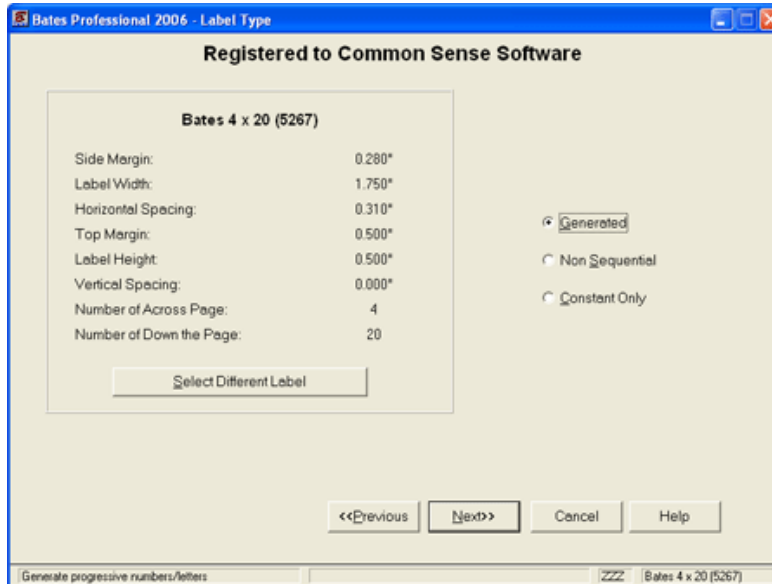 Bates Professional 2006 - Label Type
Registered to Common Sense Software
Bates 4 x 20 (5267)
Side Margin: 0.280"
Label Width: 1.750"
Horizontal Spacing: 0.310"
Top Margin: 0.500"
Label Height: 0.500"
Vertical Spacing: 0.000"
Number of Across Page: 4
Number of Down the Page: 20
Select Different Label
Generated
Non Sequential
Constant Only
<<Previous Next>> Cancel Help
Generate progressive numbers/letters ZZZ Bates 4 x 20 (5267)